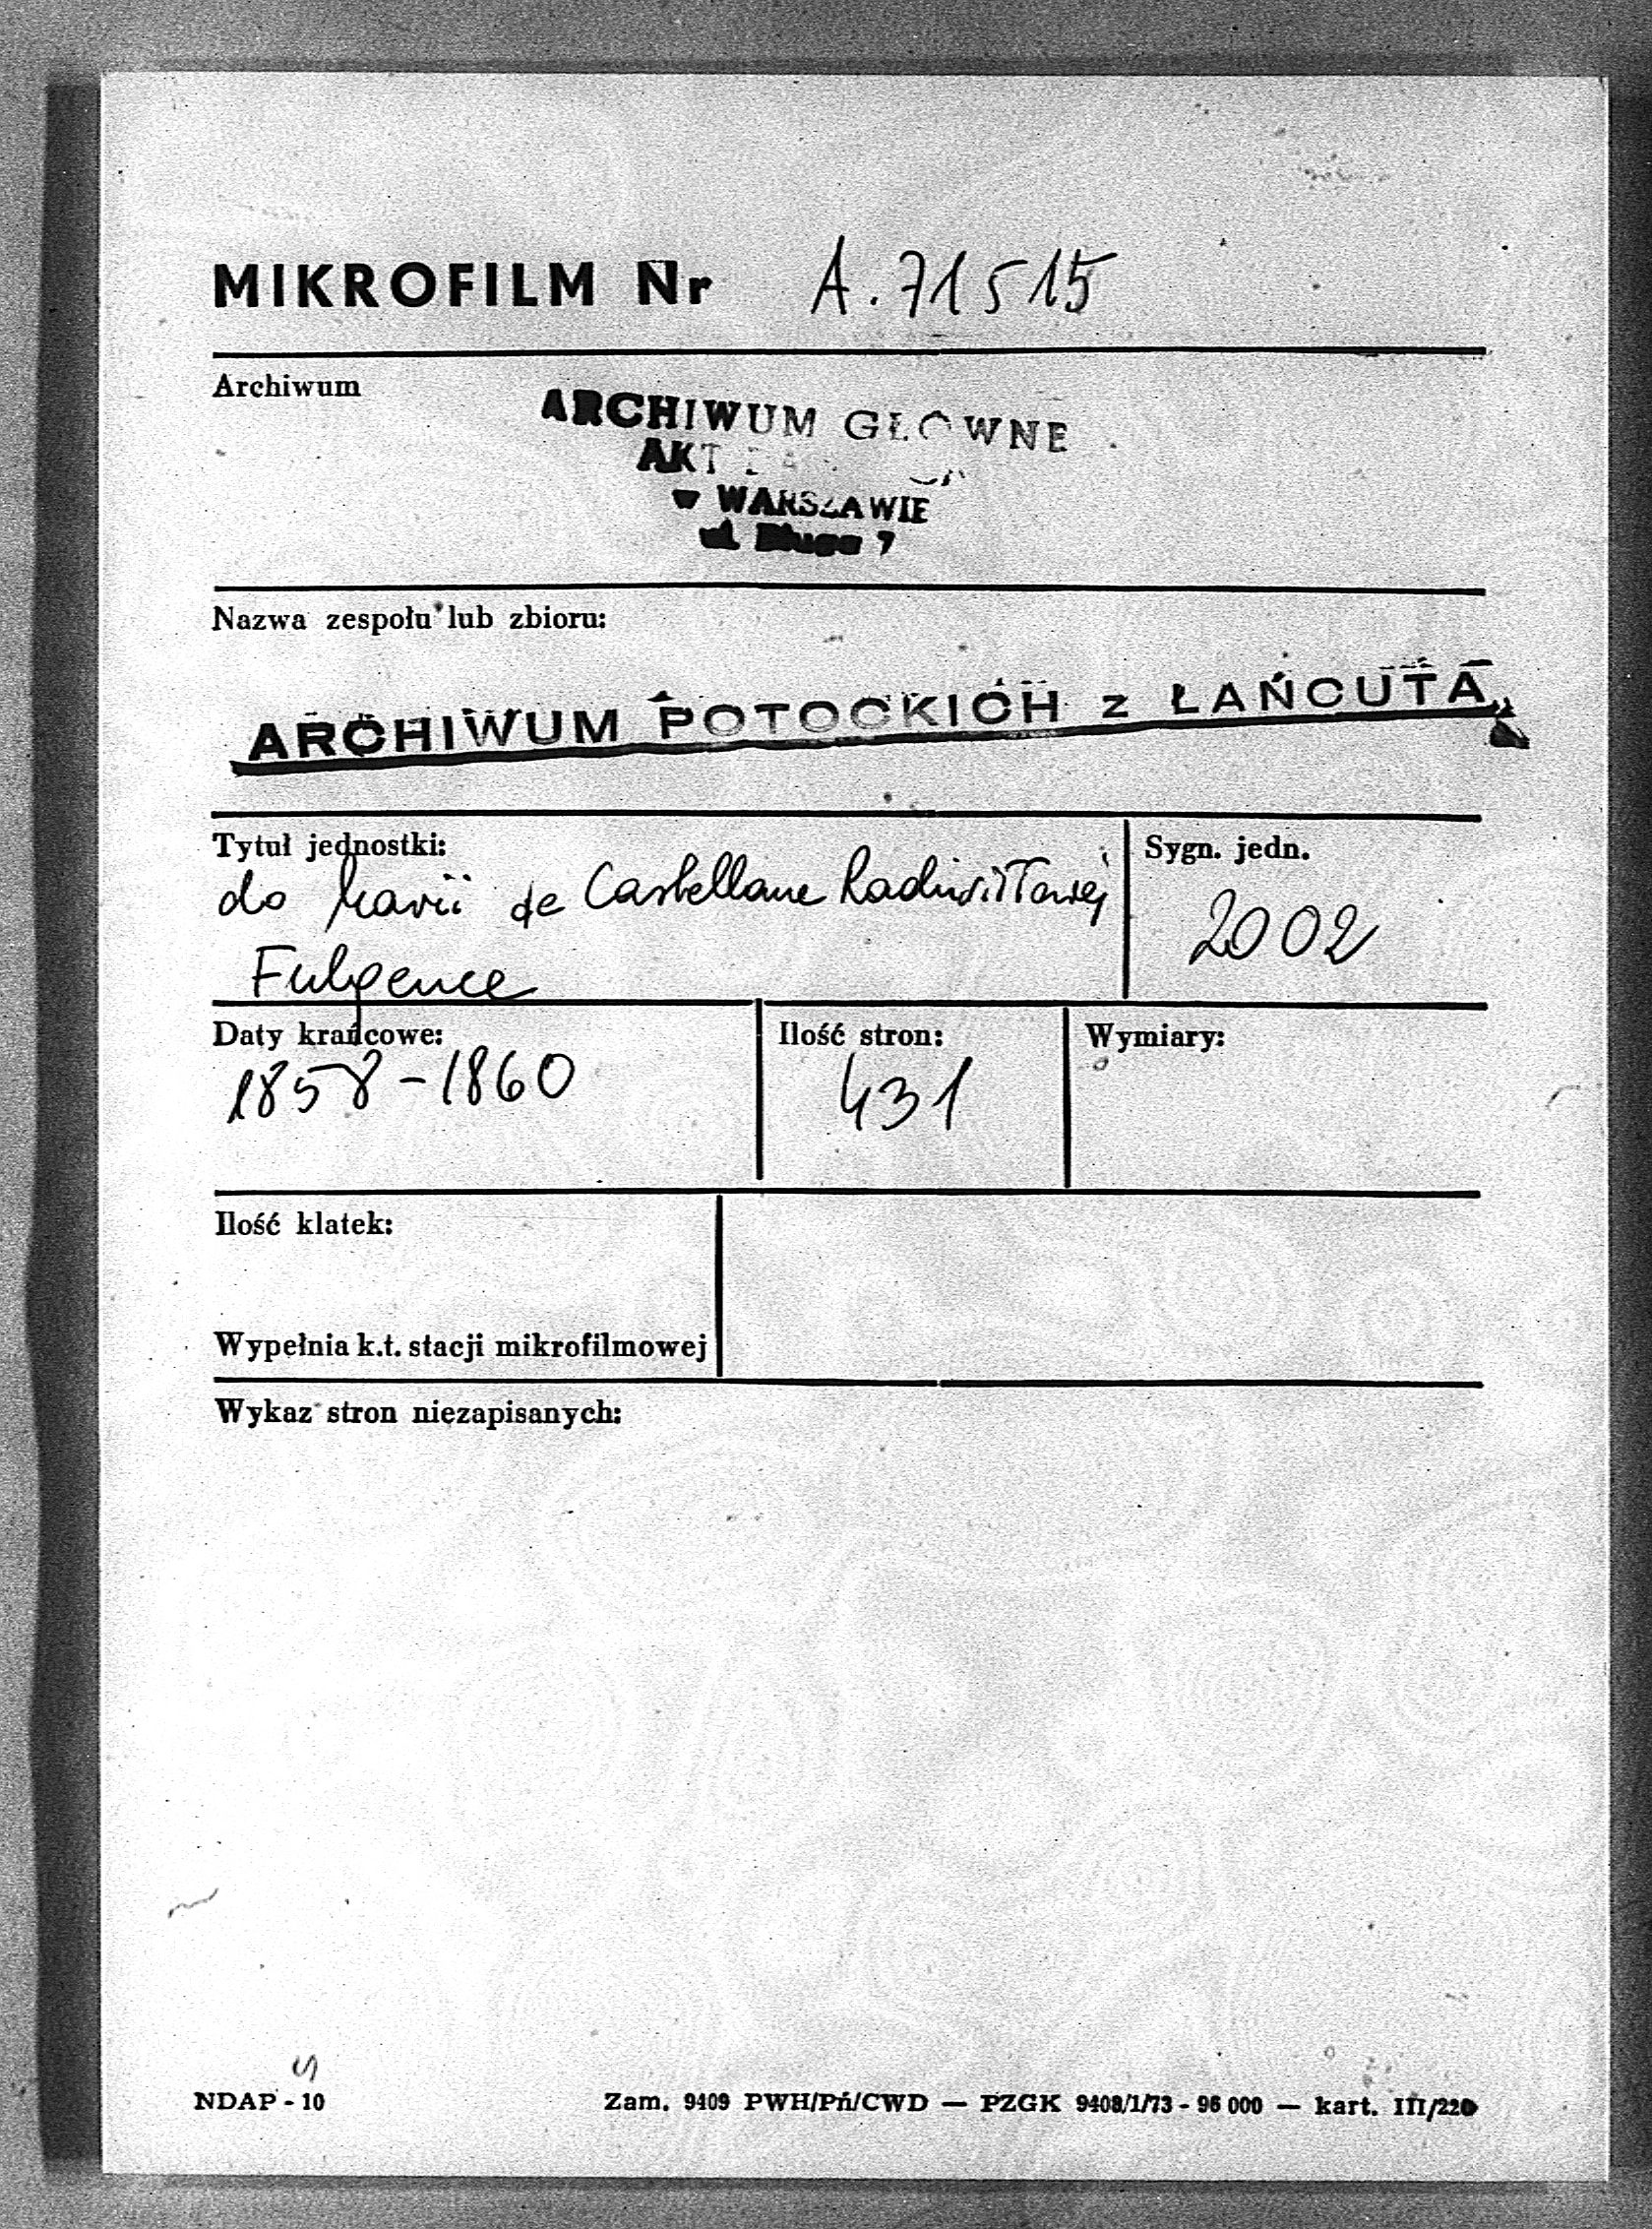 MIKROFILM Nr A.71515
Archiwum
ARCHIWUM GŁÓWNE
AKT
w WARSZAWIE
ul. Długa 7
Nazwa zespołu lub zbioru:
ARCHIWUM POTOCKICH z ŁAŃCUTA
Tytuł jednostki:
do Marii de Castellane Radziwiłłowej
Fulgence
Sygn. jedn.
2002
Daty krańcowe:
1858-1860
Ilość stron:
431
Wymiary:
Ilość klatek:
Wypełnia k.t. stacji mikrofilmowej
Wykaz stron niezapisanych:
NDAP - 10
Zam. 9409 PWH/Pń/CWD — PZGK 9408/1/73 - 96 000 — kart. III/220